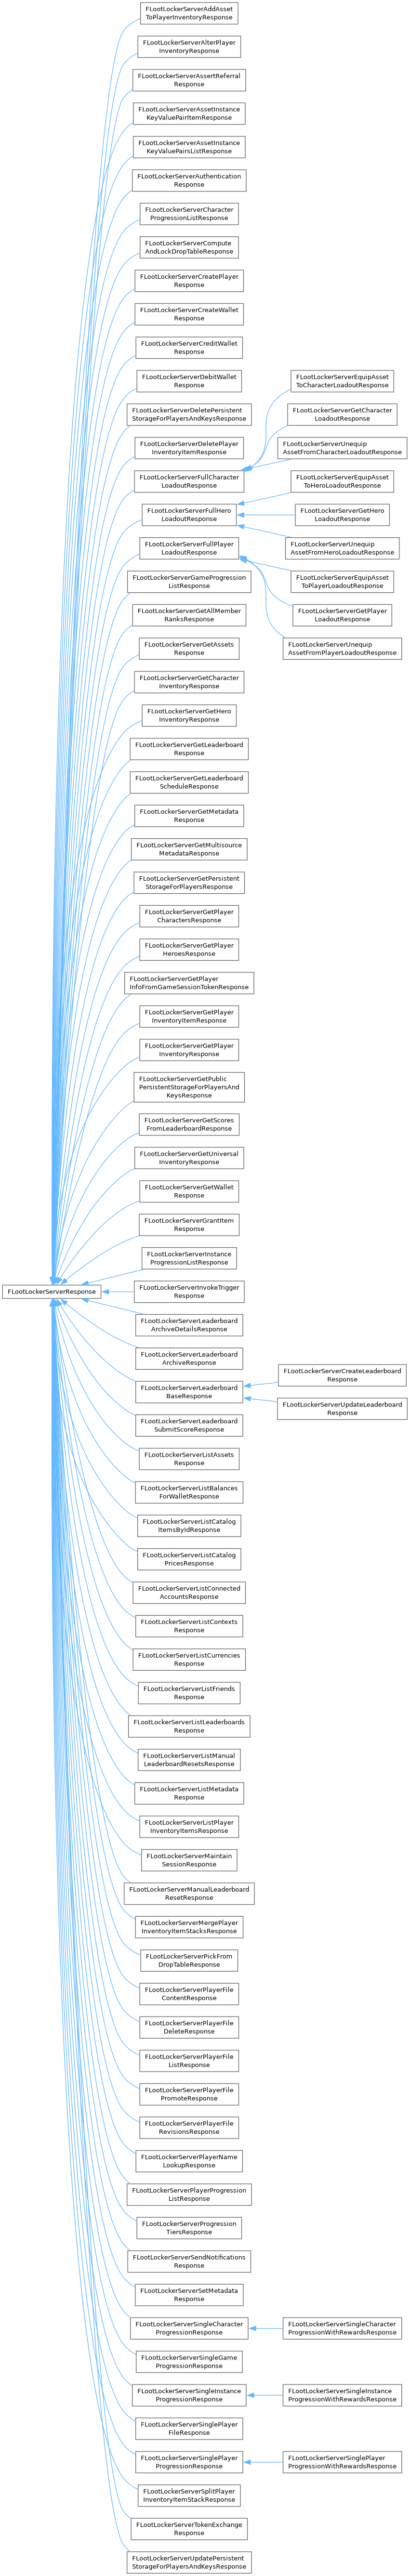 FLootLockerServerAddAsset
ToPlayerInventoryResponse
FLootLockerServerAlterPlayer
InventoryResponse
FLootLockerServerAssertReferral
Response
FLootLockerServerAssetInstance
KeyValuePairItemResponse
FLootLockerServerAssetInstance
KeyValuePairsListResponse
FLootLockerServerAuthentication
Response
FLootLockerServerCharacter
ProgressionListResponse
FLootLockerServerCompute
AndLockDropTableResponse
FLootLockerServerCreatePlayer
Response
FLootLockerServerCreateWallet
Response
FLootLockerServerCreditWallet
Response
FLootLockerServerDebitWallet
Response
FLootLockerServerDeletePersistent
StorageForPlayersAndKeysResponse
FLootLockerServerDeletePlayer
InventoryItemResponse
FLootLockerServerFullCharacter
LoadoutResponse
FLootLockerServerEquipAsset
ToCharacterLoadoutResponse
FLootLockerServerGetCharacter
LoadoutResponse
FLootLockerServerUnequip
AssetFromCharacterLoadoutResponse
FLootLockerServerFullHero
LoadoutResponse
FLootLockerServerEquipAsset
ToHeroLoadoutResponse
FLootLockerServerGetHero
LoadoutResponse
FLootLockerServerUnequip
AssetFromHeroLoadoutResponse
FLootLockerServerFullPlayer
LoadoutResponse
FLootLockerServerEquipAsset
ToPlayerLoadoutResponse
FLootLockerServerGetPlayer
LoadoutResponse
FLootLockerServerUnequip
AssetFromPlayerLoadoutResponse
FLootLockerServerGameProgression
ListResponse
FLootLockerServerGetAllMember
RanksResponse
FLootLockerServerGetAssets
Response
FLootLockerServerGetCharacter
InventoryResponse
FLootLockerServerGetHero
InventoryResponse
FLootLockerServerGetLeaderboard
Response
FLootLockerServerGetLeaderboard
ScheduleResponse
FLootLockerServerGetMetadata
Response
FLootLockerServerGetMultisource
MetadataResponse
FLootLockerServerGetPersistent
StorageForPlayersResponse
FLootLockerServerGetPlayer
CharactersResponse
FLootLockerServerGetPlayer
HeroesResponse
FLootLockerServerGetPlayer
InfoFromGameSessionTokenResponse
FLootLockerServerGetPlayer
InventoryItemResponse
FLootLockerServerGetPlayer
InventoryResponse
FLootLockerServerGetPublic
PersistentStorageForPlayersAnd
KeysResponse
FLootLockerServerGetScores
FromLeaderboardResponse
FLootLockerServerGetUniversal
InventoryResponse
FLootLockerServerGetWallet
Response
FLootLockerServerGrantItem
Response
FLootLockerServerInstance
ProgressionListResponse
FLootLockerServerResponse
FLootLockerServerInvokeTrigger
Response
FLootLockerServerLeaderboard
ArchiveDetailsResponse
FLootLockerServerLeaderboard
ArchiveResponse
FLootLockerServerLeaderboard
BaseResponse
FLootLockerServerCreateLeaderboard
Response
FLootLockerServerUpdateLeaderboard
Response
FLootLockerServerLeaderboard
SubmitScoreResponse
FLootLockerServerListAssets
Response
FLootLockerServerListBalances
ForWalletResponse
FLootLockerServerListCatalog
ItemsByIdResponse
FLootLockerServerListCatalog
PricesResponse
FLootLockerServerListConnected
AccountsResponse
FLootLockerServerListContexts
Response
FLootLockerServerListCurrencies
Response
FLootLockerServerListFriends
Response
FLootLockerServerListLeaderboards
Response
FLootLockerServerListManual
LeaderboardResetsResponse
FLootLockerServerListMetadata
Response
FLootLockerServerListPlayer
InventoryItemsResponse
FLootLockerServerMaintain
SessionResponse
FLootLockerServerManualLeaderboard
ResetResponse
FLootLockerServerMergePlayer
InventoryItemStacksResponse
FLootLockerServerPickFrom
DropTableResponse
FLootLockerServerPlayerFile
ContentResponse
FLootLockerServerPlayerFile
DeleteResponse
FLootLockerServerPlayerFile
ListResponse
FLootLockerServerPlayerFile
PromoteResponse
FLootLockerServerPlayerFile
RevisionsResponse
FLootLockerServerPlayerName
LookupResponse
FLootLockerServerPlayerProgression
ListResponse
FLootLockerServerProgression
TiersResponse
FLootLockerServerSendNotifications
Response
FLootLockerServerSetMetadata
Response
FLootLockerServerSingleCharacter
ProgressionResponse
FLootLockerServerSingleCharacter
ProgressionWithRewardsResponse
FLootLockerServerSingleGame
ProgressionResponse
FLootLockerServerSingleInstance
ProgressionResponse
FLootLockerServerSingleInstance
ProgressionWithRewardsResponse
FLootLockerServerSinglePlayer
FileResponse
FLootLockerServerSinglePlayer
ProgressionResponse
FLootLockerServerSinglePlayer
ProgressionWithRewardsResponse
FLootLockerServerSplitPlayer
InventoryItemStackResponse
FLootLockerServerTokenExchange
Response
FLootLockerServerUpdatePersistent
StorageForPlayersAndKeysResponse